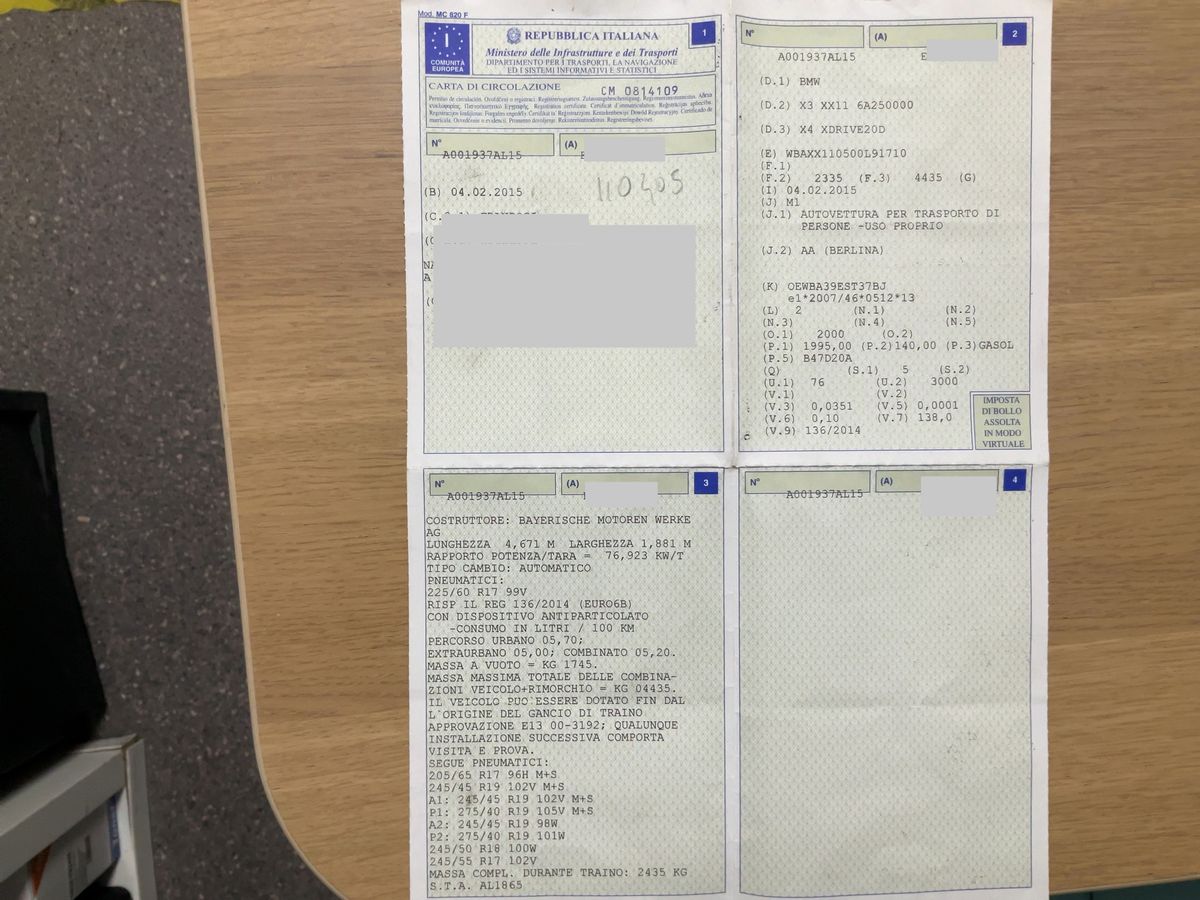 Mod. MC 820 F
I
COMUNITÀ
EUROPEA
REPUBBLICA ITALIANA
Ministero delle Infrastrutture e dei Trasporti
DIPARTIMENTO PER I TRASPORTI, LA NAVIGAZIONE
ED I SISTEMI INFORMATIVI E STATISTICI
1
CARTA DI CIRCOLAZIONE
CM 0814109
N°
(A)
A001937AL15
(B) 04.02.2015
110405
N°
(A)
2
A001937AL15
E
(D.1) BMW
(D.2) X3 XX11 6A250000
(D.3) X4 XDRIVE20D
(E) WBAXX110500L91710
(F.1)
(F.2) 2335 (F.3) 4435 (G)
(I) 04.02.2015
(J) M1
(J.1) AUTOVETTURA PER TRASPORTO DI
PERSONE -USO PROPRIO
(J.2) AA (BERLINA)
(K) OEWBA39EST37BJ
e1*2007/46*0512*13
(L) 2 (N.1) (N.2)
(N.3) (N.4) (N.5)
(O.1) 2000 (O.2)
(P.1) 1995,00 (P.2)140,00 (P.3)GASOL
(P.5) B47D20A
(Q) (S.1) 5 (S.2)
(U.1) 76 (U.2) 3000
(V.1) (V.2)
(V.3) 0,0351 (V.5) 0,0001
(V.6) 0,10 (V.7) 138,0
(V.9) 136/2014
IMPOSTA
DI BOLLO
ASSOLTA
IN MODO
VIRTUALE
N°
(A)
3
A001937AL15
COSTRUTTORE: BAYERISCHE MOTOREN WERKE
AG
LUNGHEZZA 4,671 M LARGHEZZA 1,881 M
RAPPORTO POTENZA/TARA = 76,923 KW/T
TIPO CAMBIO: AUTOMATICO
PNEUMATICI:
225/60 R17 99V
RISP IL REG 136/2014 (EURO6B)
CON DISPOSITIVO ANTIPARTICOLATO
-CONSUMO IN LITRI / 100 KM
PERCORSO URBANO 05,70;
EXTRAURBANO 05,00; COMBINATO 05,20.
MASSA A VUOTO = KG 1745.
MASSA MASSIMA TOTALE DELLE COMBINA-
ZIONI VEICOLO+RIMORCHIO = KG 04435.
IL VEICOLO PUO' ESSERE DOTATO FIN DAL
L'ORIGINE DEL GANCIO DI TRAINO
APPROVAZIONE E13 00-3192; QUALUNQUE
INSTALLAZIONE SUCCESSIVA COMPORTA
VISITA E PROVA.
SEGUE PNEUMATICI:
205/65 R17 96H M+S
245/45 R19 102V M+S
A1: 245/45 R19 102V M+S
P1: 275/40 R19 105V M+S
A2: 245/45 R19 98W
P2: 275/40 R19 101W
245/50 R18 100W
245/55 R17 102V
MASSA COMPL. DURANTE TRAINO: 2435 KG
S.T.A. AL1865
N°
(A)
4
A001937AL15